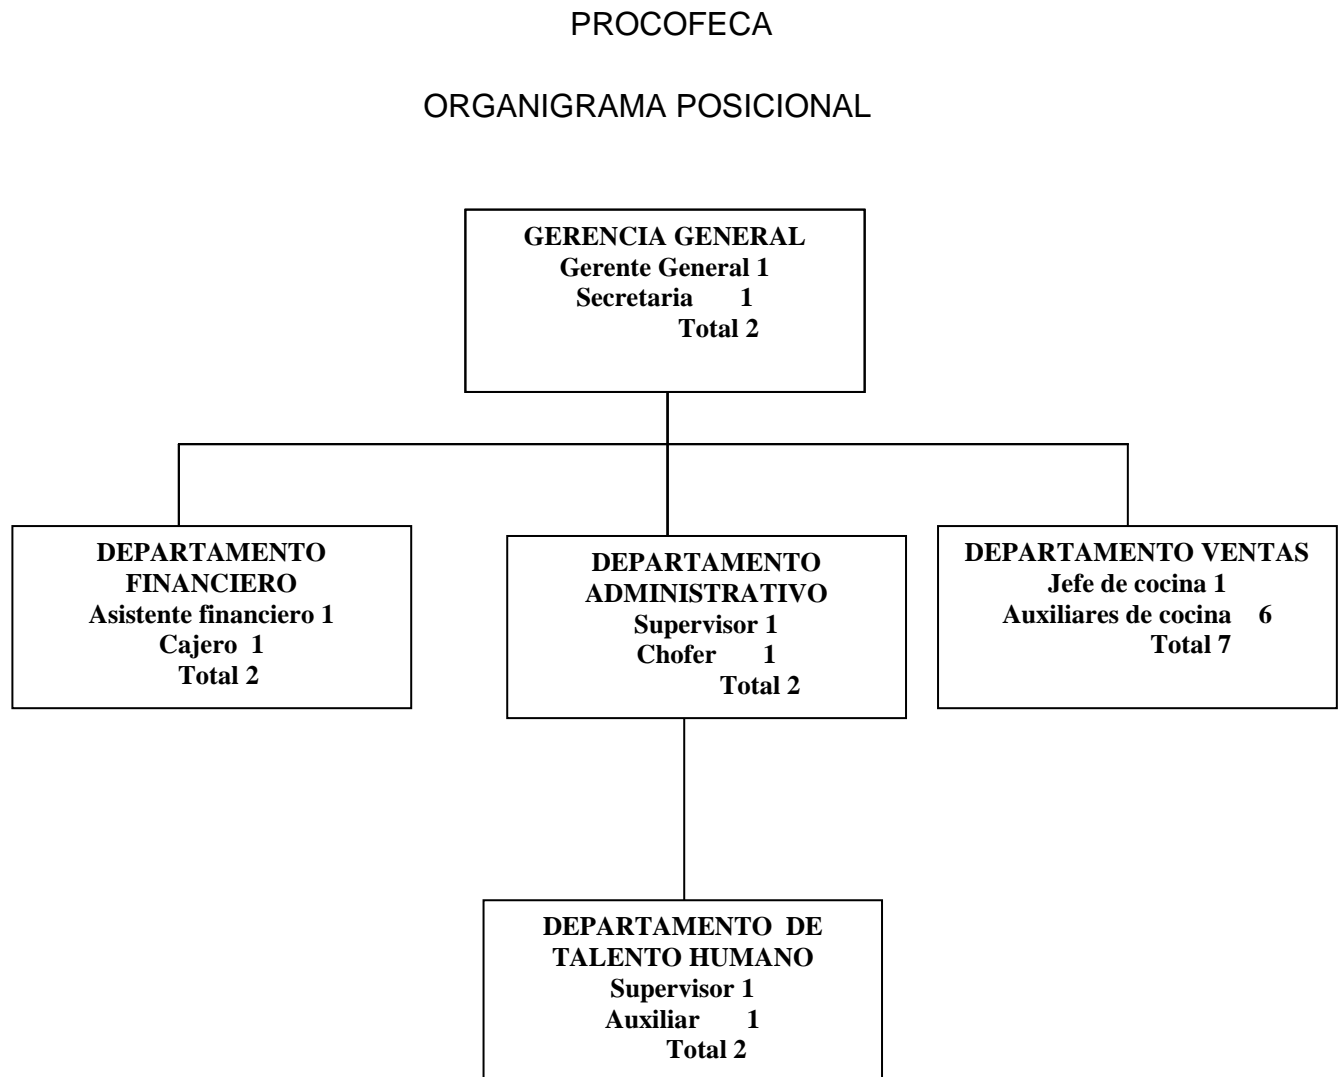 PROCOFECA
ORGANIGRAMA POSICIONAL
GERENCIA GENERAL
Gerente General 1
Secretaria 1
Total 2
DEPARTAMENTO
FINANCIERO
Asistente financiero 1
Cajero 1
Total 2
DEPARTAMENTO
ADMINISTRATIVO
Supervisor 1
Chofer 1
Total 2
DEPARTAMENTO VENTAS
Jefe de cocina 1
Auxiliares de cocina 6
Total 7
DEPARTAMENTO DE
TALENTO HUMANO
Supervisor 1
Auxiliar 1
Total 2